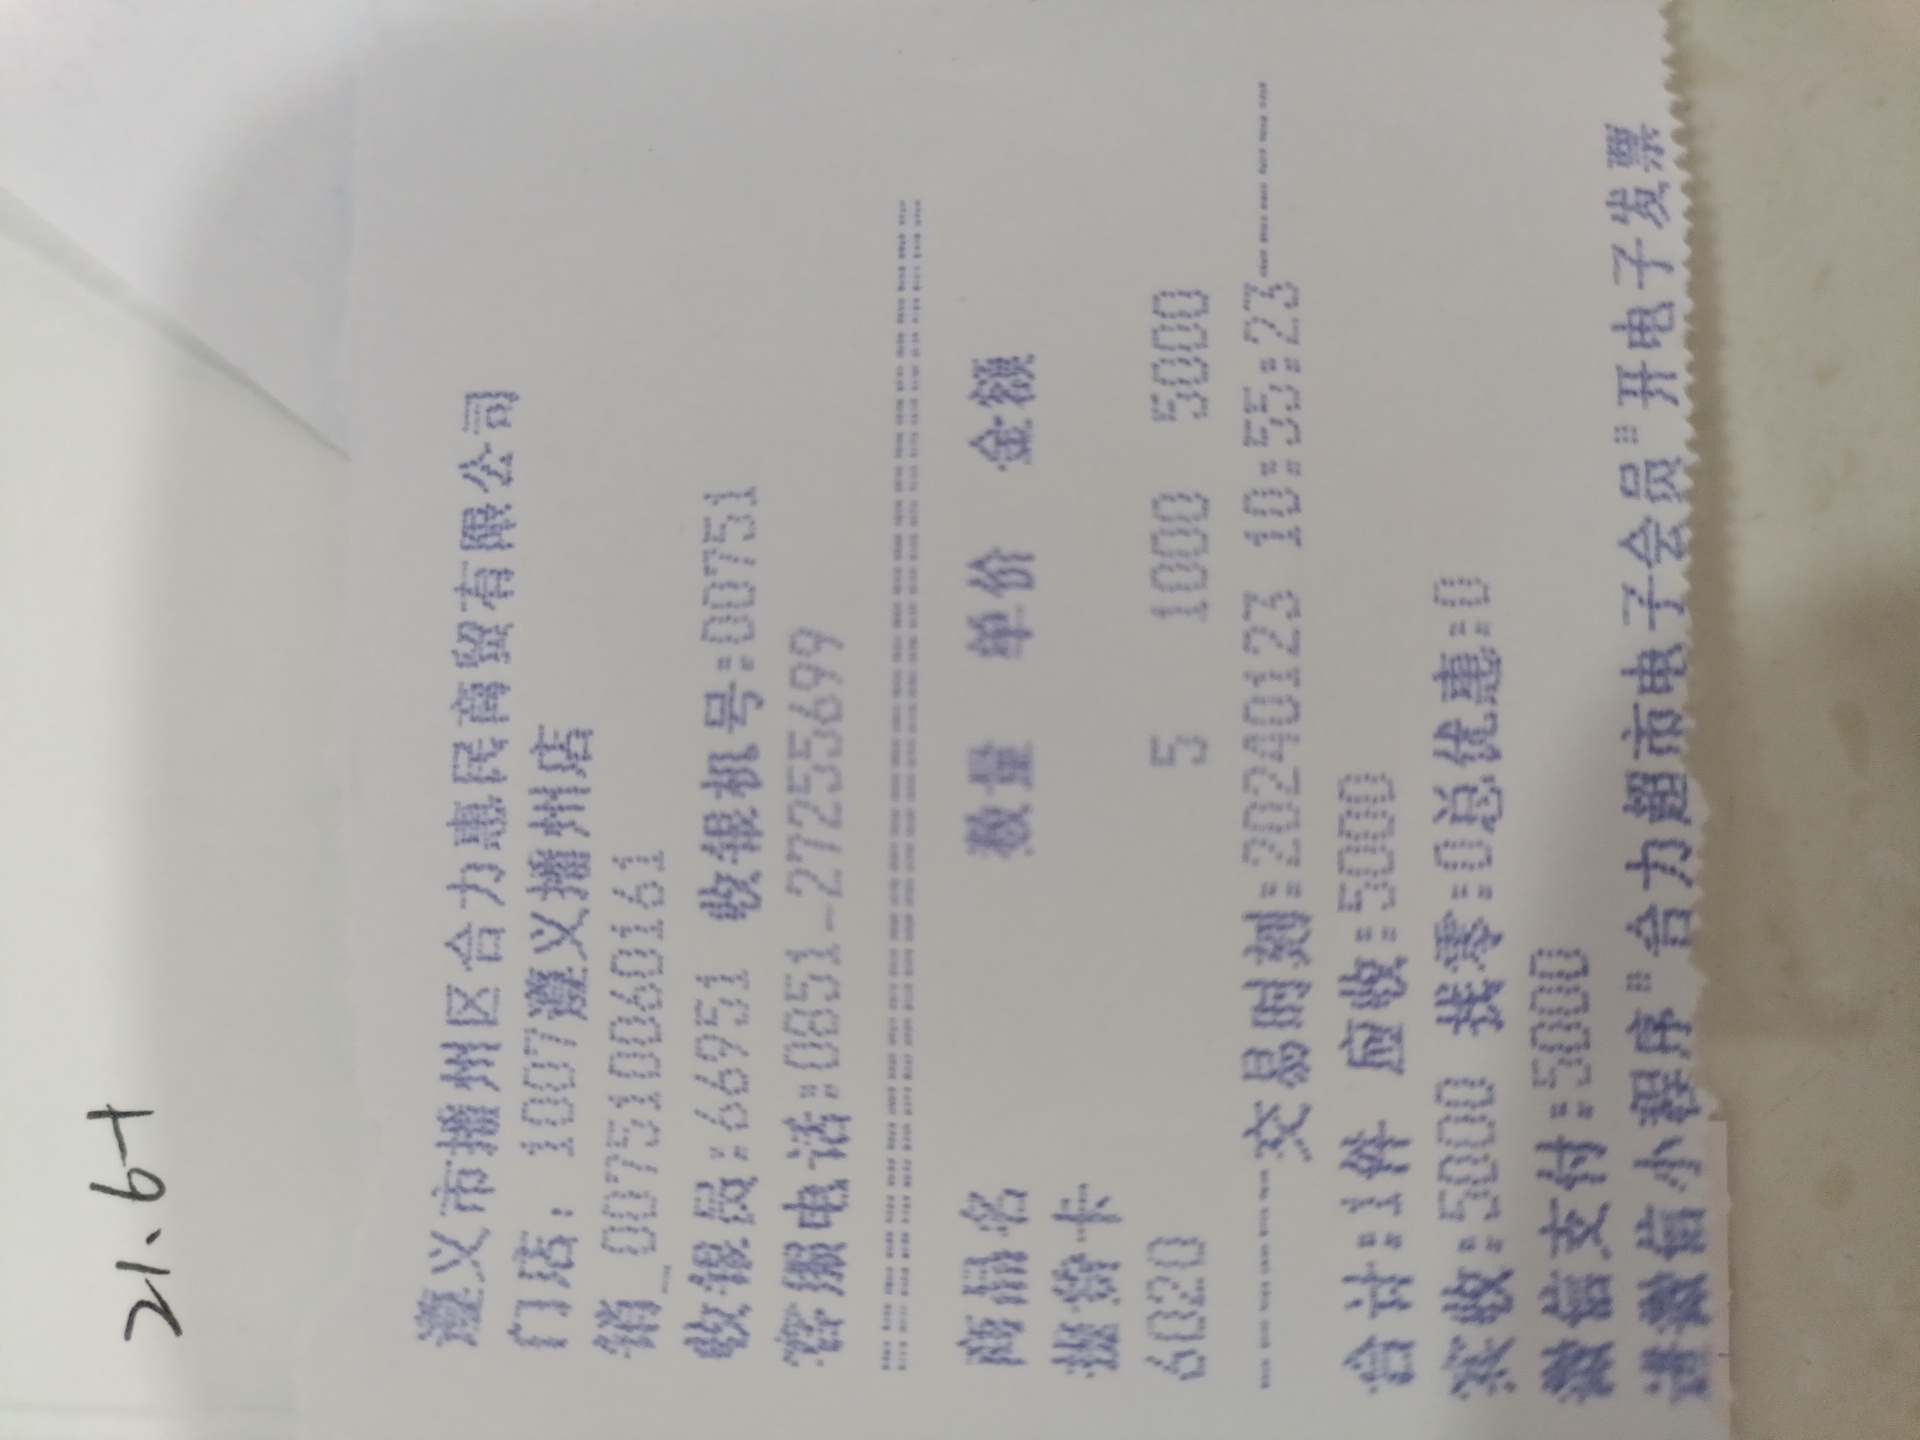 21.6-1
遵义市播州区合力惠民商贸有限公司
门店: 1007遵义播州店
销_007510060161
收银员:66951 收银机号:00751
客服电话:0851-27255699
================================
商品名 数量 单价 金额
提货卡
6020 5 1000 5000
------交易时刻:20240123 10:55:23------
合计:1件 应收:5000
实收:5000 找零:0总优惠:0
微信支付:5000
请微信小程序"合力超市电子会员"开电子发票